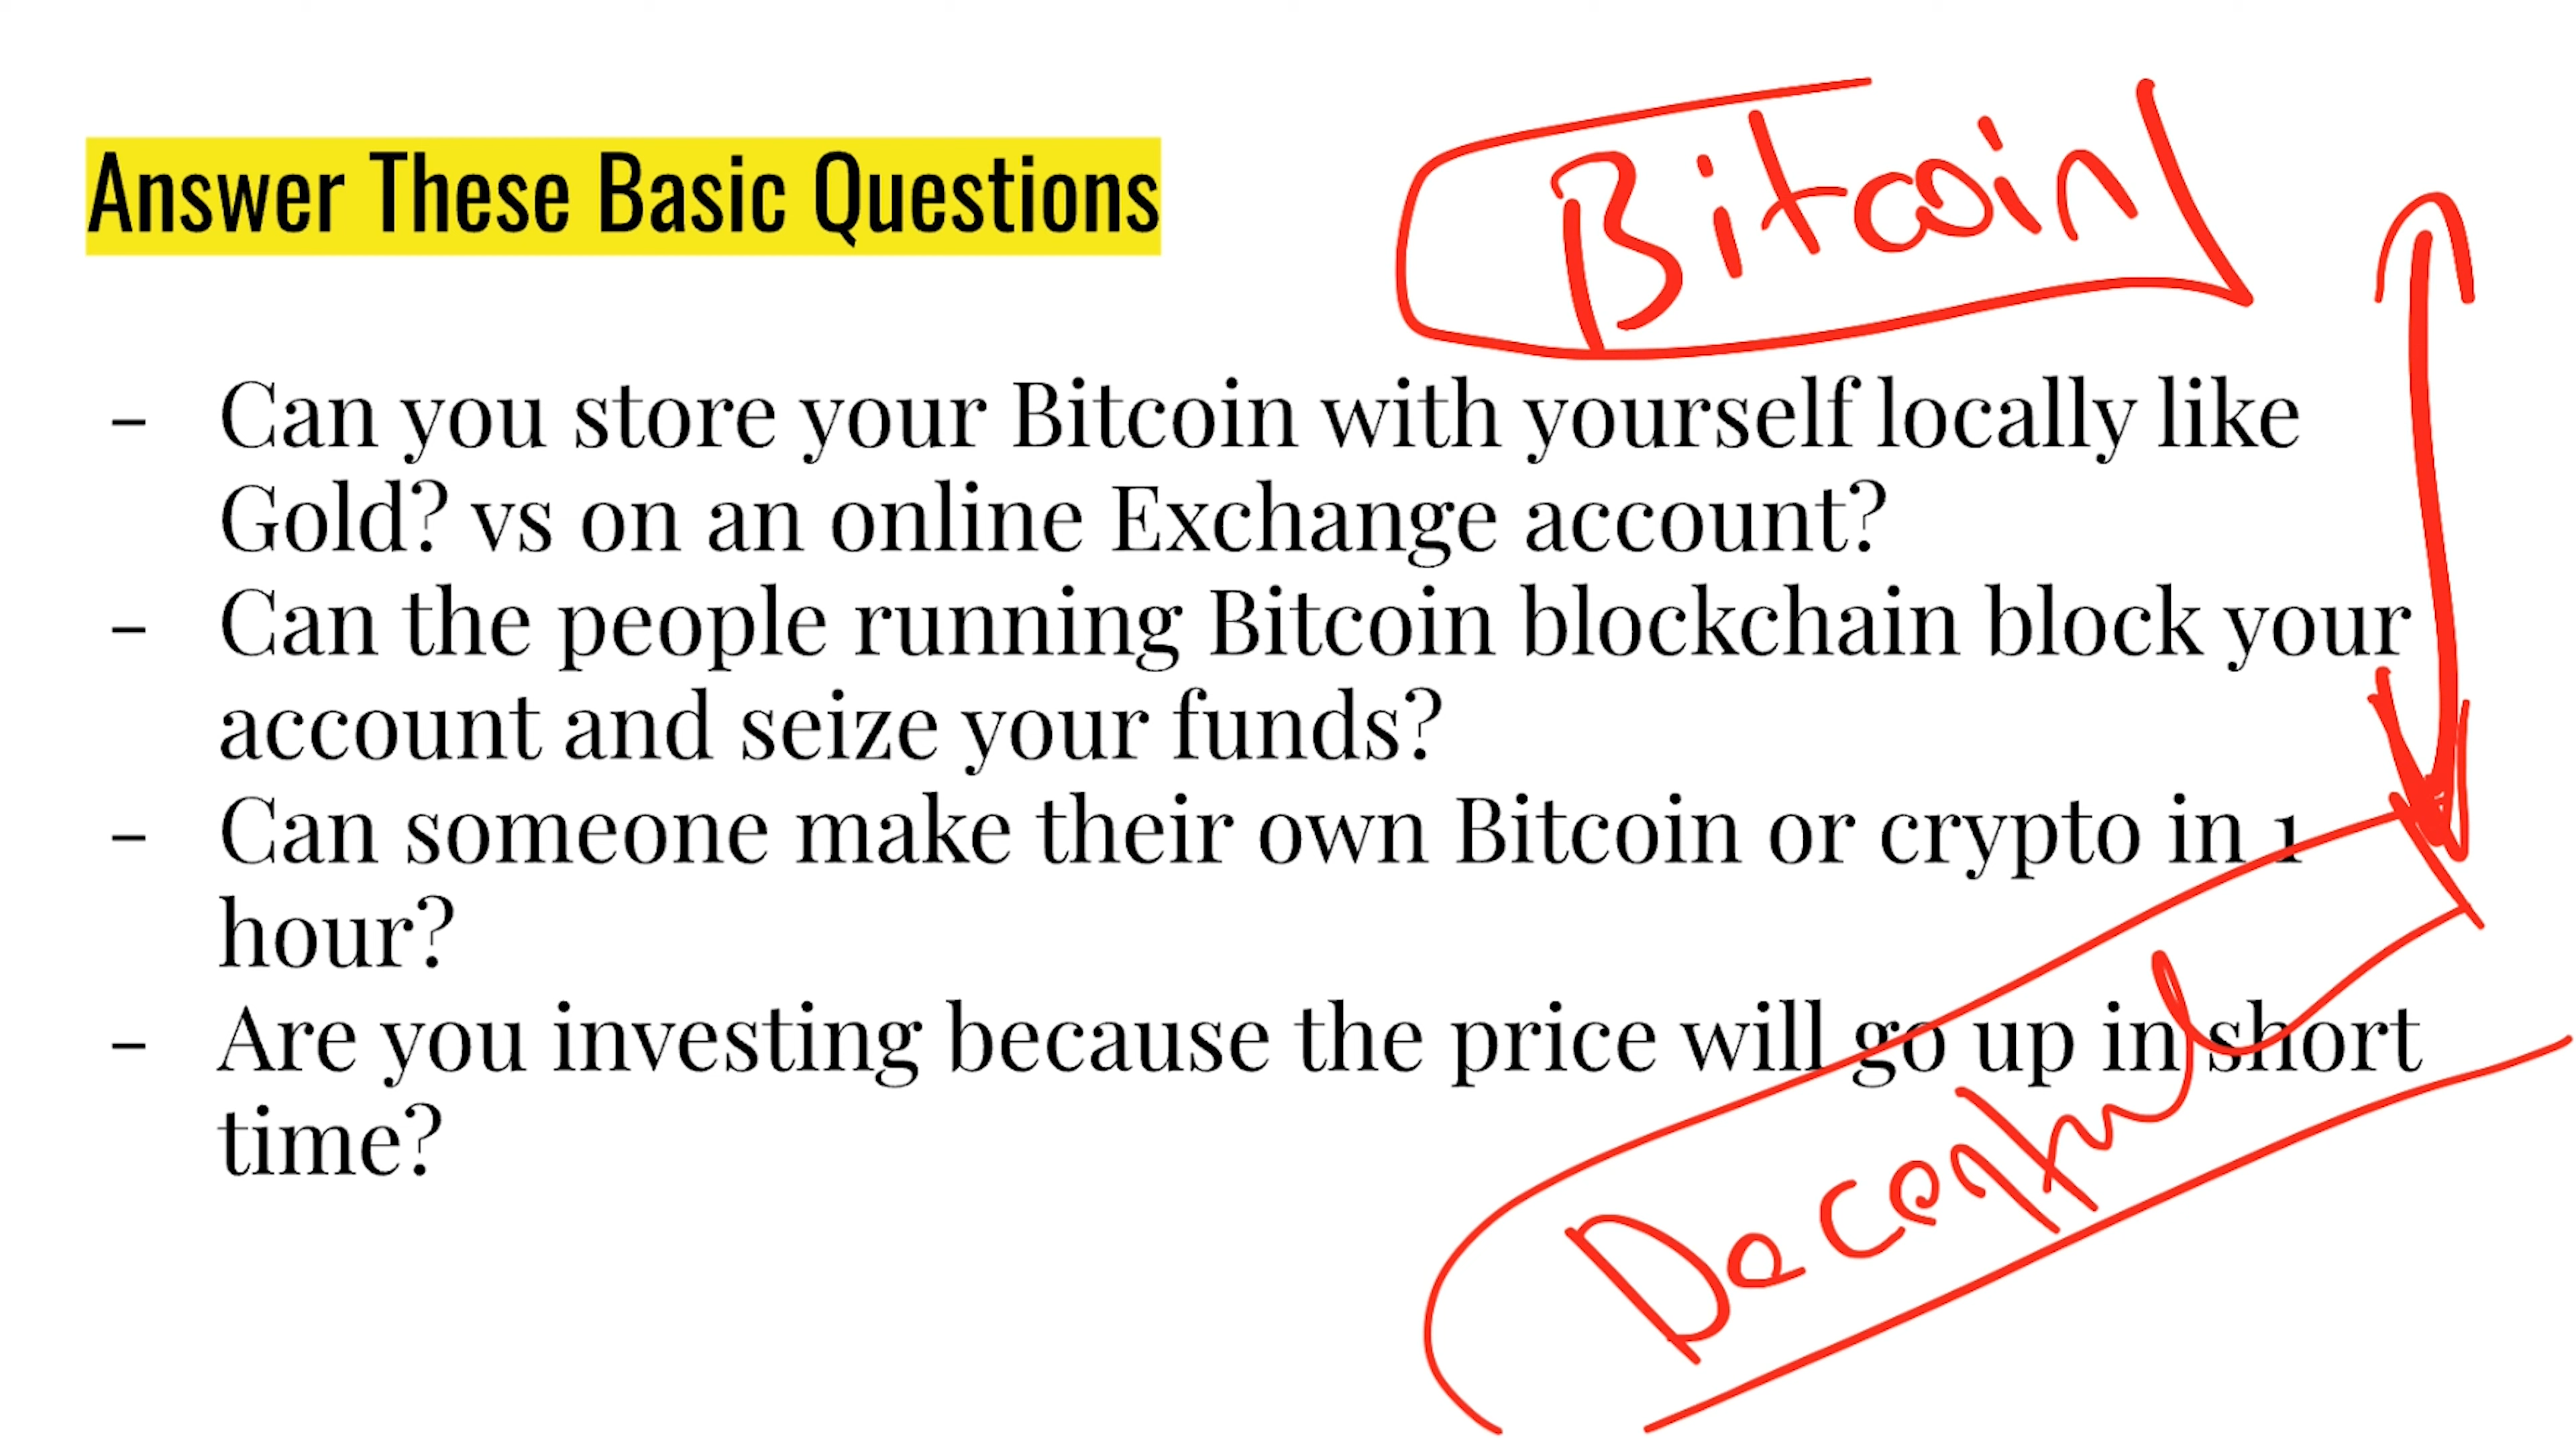 Answer These Basic Questions
Bitcoin
- Can you store your Bitcoin with yourself locally like
Gold? vs on an online Exchange account?
- Can the people running Bitcoin blockchain block your
account and seize your funds?
- Can someone make their own Bitcoin or crypto in 1
hour?
- Are you investing because the price will go up in short
time?